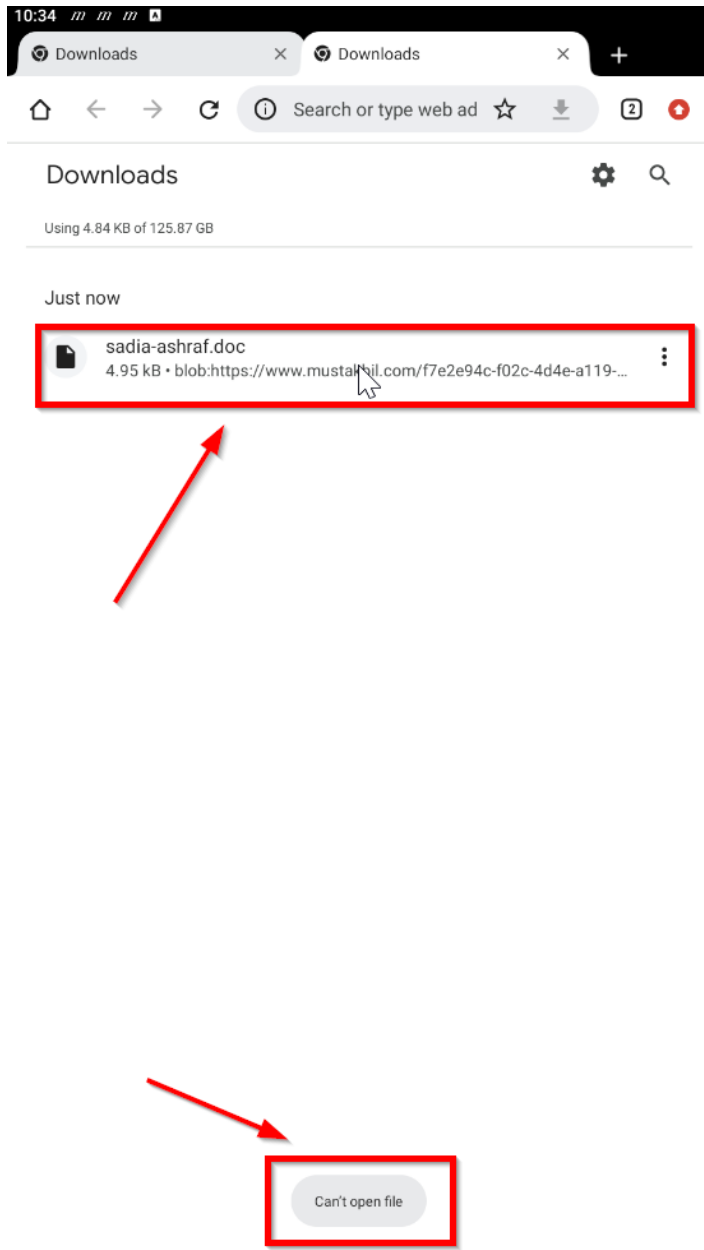 10:34 m m m A
Downloads Downloads
Search or type web ad 2
Downloads
Using 4.84 KB of 125.87 GB
Just now
sadia-ashraf.doc
4.95 kB • blob:https://www.mustakbil.com/f7e2e94c-f02c-4d4e-a119-...
Can't open file